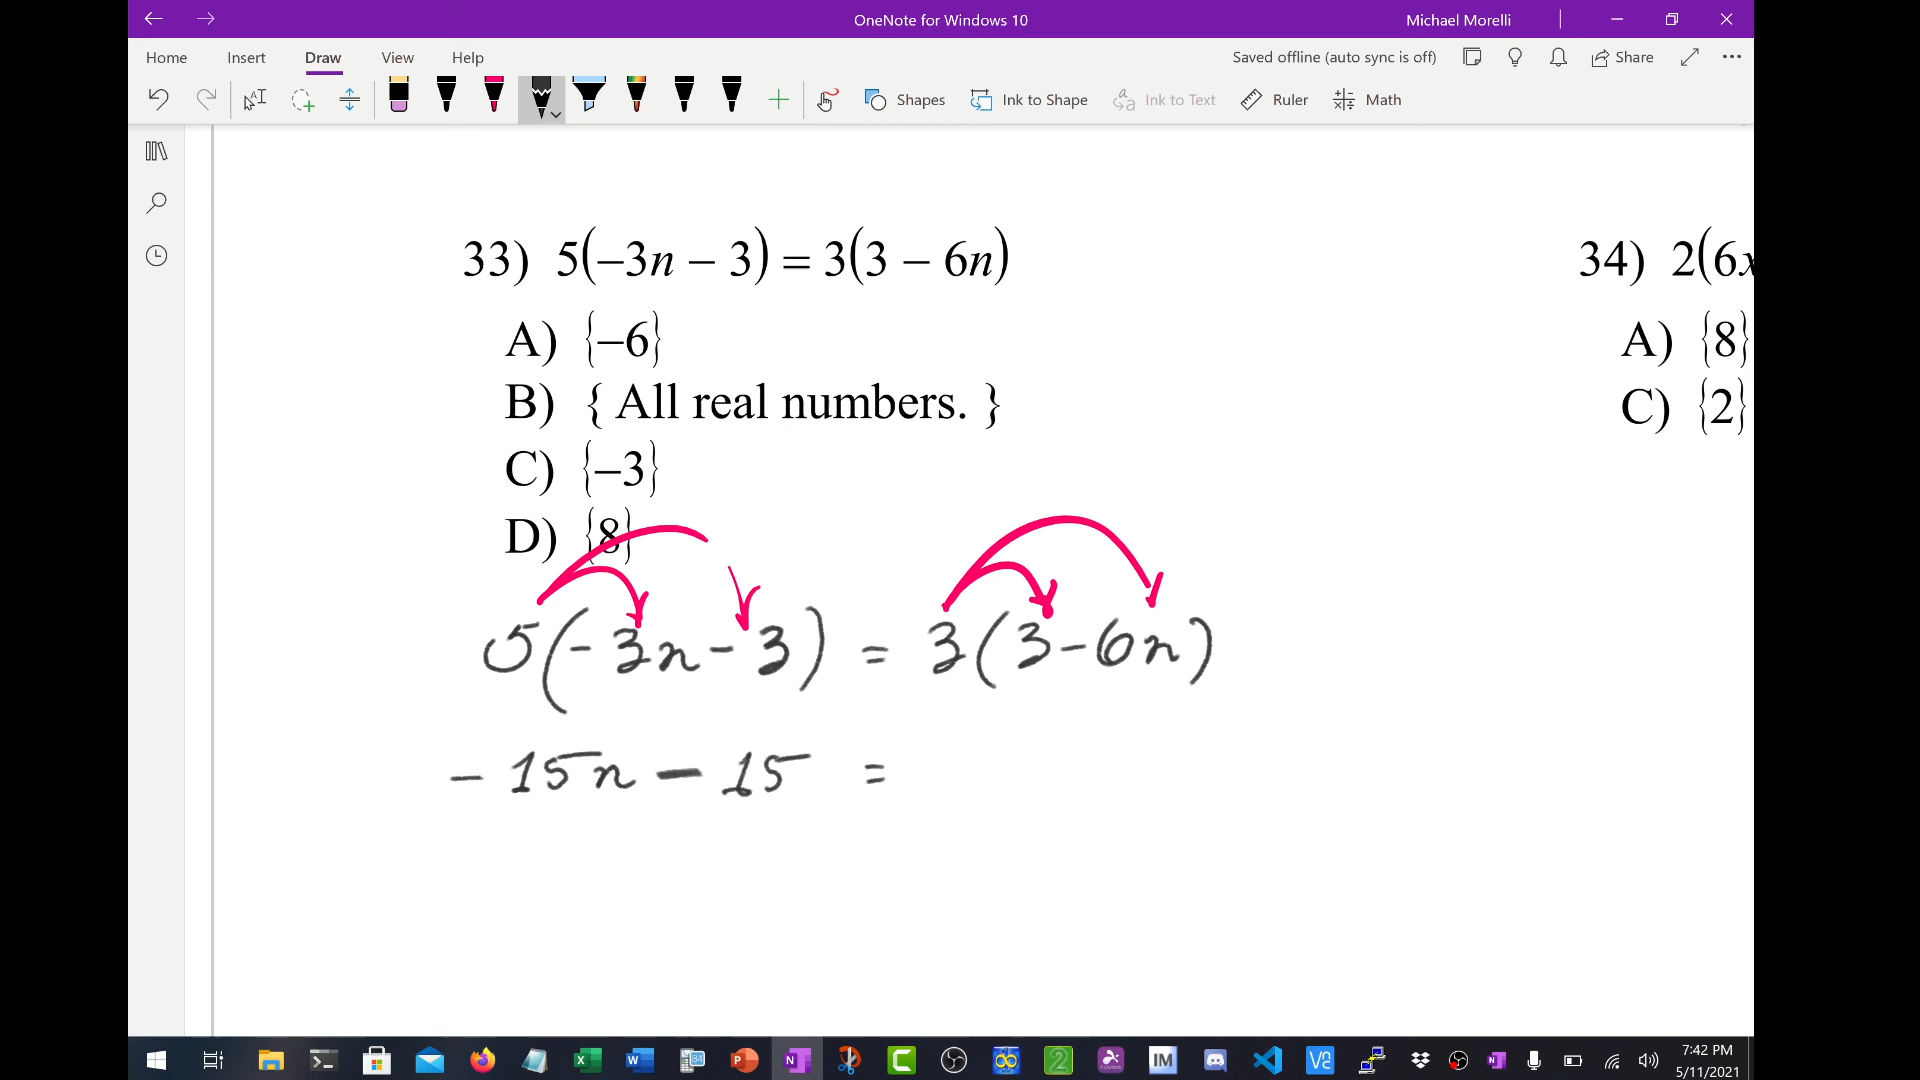 OneNote for Windows 10
Michael Morelli
Home Insert Draw View Help
Saved offline (auto sync is off)
Share
Shapes
Ink to Shape
Ink to Text
Ruler
Math
33) 5(−3n − 3) = 3(3 − 6n)
A) {−6}
B) { All real numbers. }
C) {−3}
D) {8}
34) 2(6x
A) {8}
C) {2}
5(-3n-3) = 3(3-6n)
-15n - 15 =
7:42 PM
5/11/2021